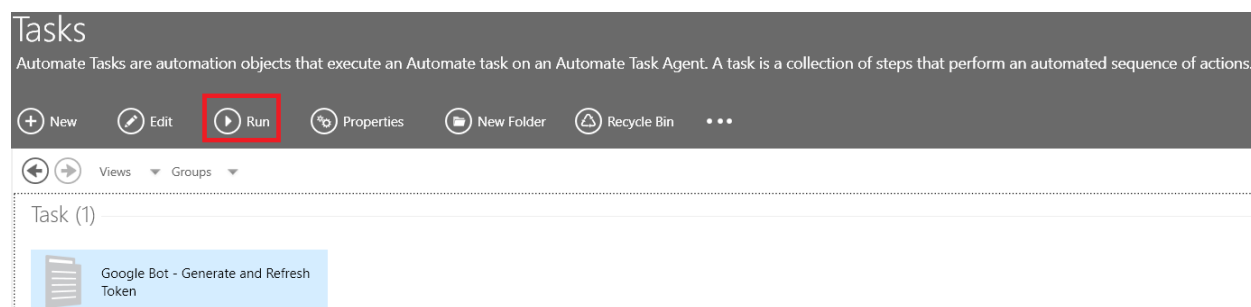 Tasks
Automate Tasks are automation objects that execute an Automate task on an Automate Task Agent. A task is a collection of steps that perform an automated sequence of actions.
New Edit Run Properties New Folder Recycle Bin
Views Groups
Task (1)
Google Bot - Generate and Refresh
Token